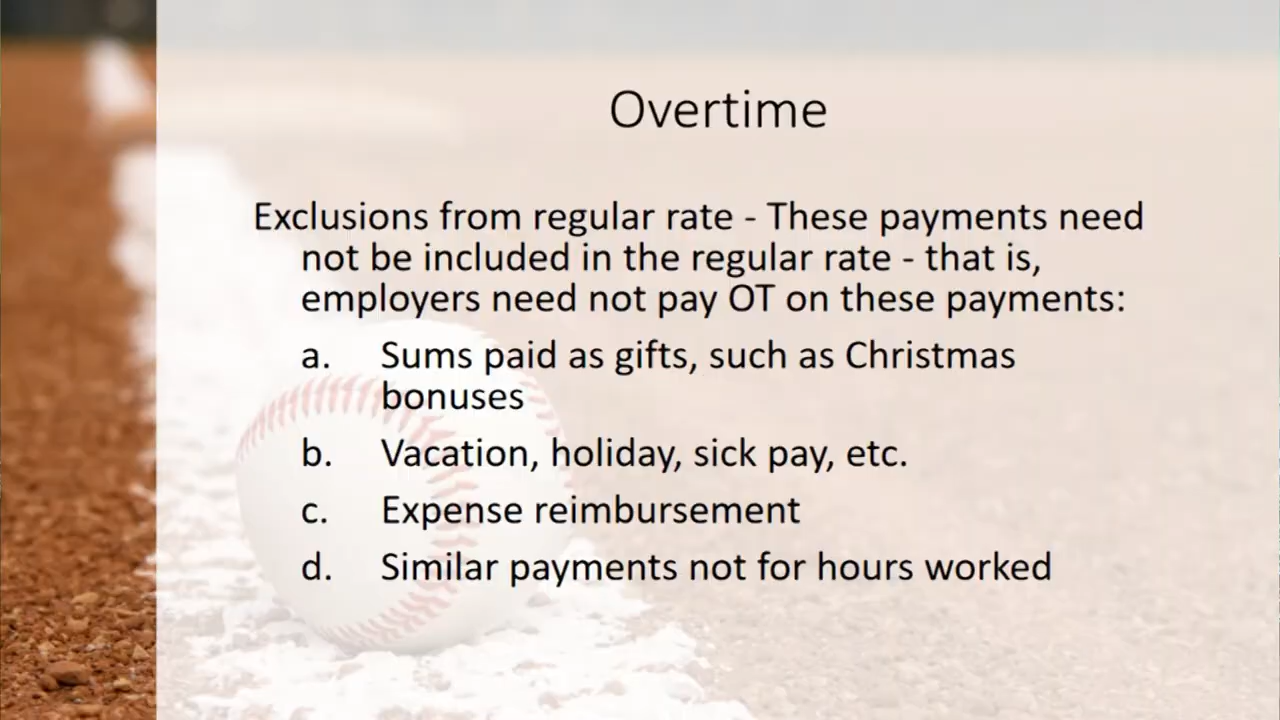 Overtime
Exclusions from regular rate - These payments need
not be included in the regular rate - that is,
employers need not pay OT on these payments:
a. Sums paid as gifts, such as Christmas
bonuses
b. Vacation, holiday, sick pay, etc.
c. Expense reimbursement
d. Similar payments not for hours worked